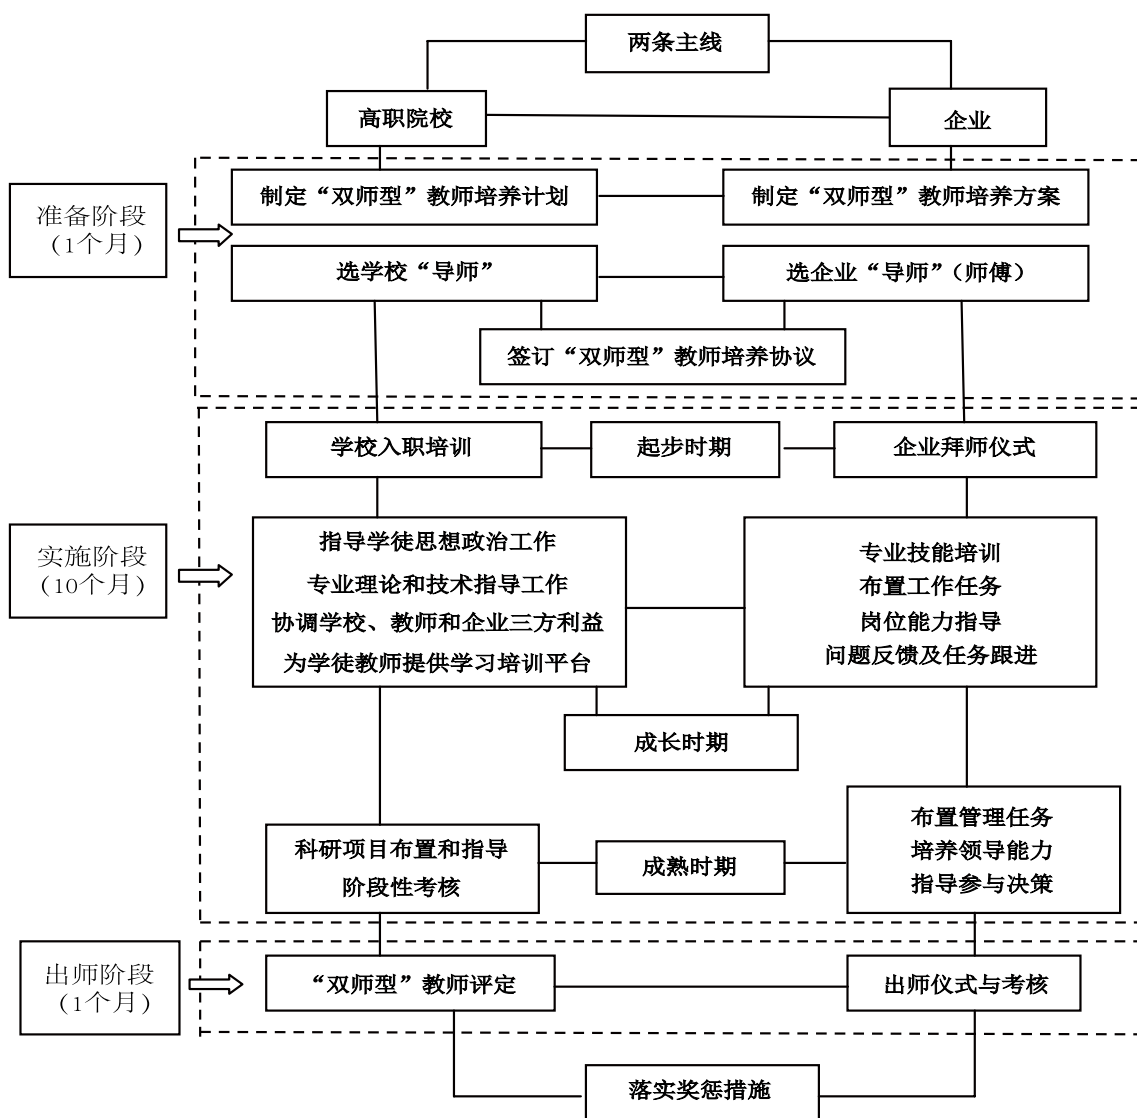 两条主线
高职院校
企业
制定“双师型”教师培养计划
制定“双师型”教师培养方案
准备阶段
（1个月）
选学校“导师”
选企业“导师”（师傅）
签订“双师型”教师培养协议
学校入职培训
起步时期
企业拜师仪式
实施阶段
（10个月）
指导学徒思想政治工作
专业理论和技术指导工作
协调学校、教师和企业三方利益
为学徒教师提供学习培训平台
专业技能培训
布置工作任务
岗位能力指导
问题反馈及任务跟进
成长时期
科研项目布置和指导
阶段性考核
成熟时期
布置管理任务
培养领导能力
指导参与决策
出师阶段
（1个月）
“双师型”教师评定
出师仪式与考核
落实奖惩措施